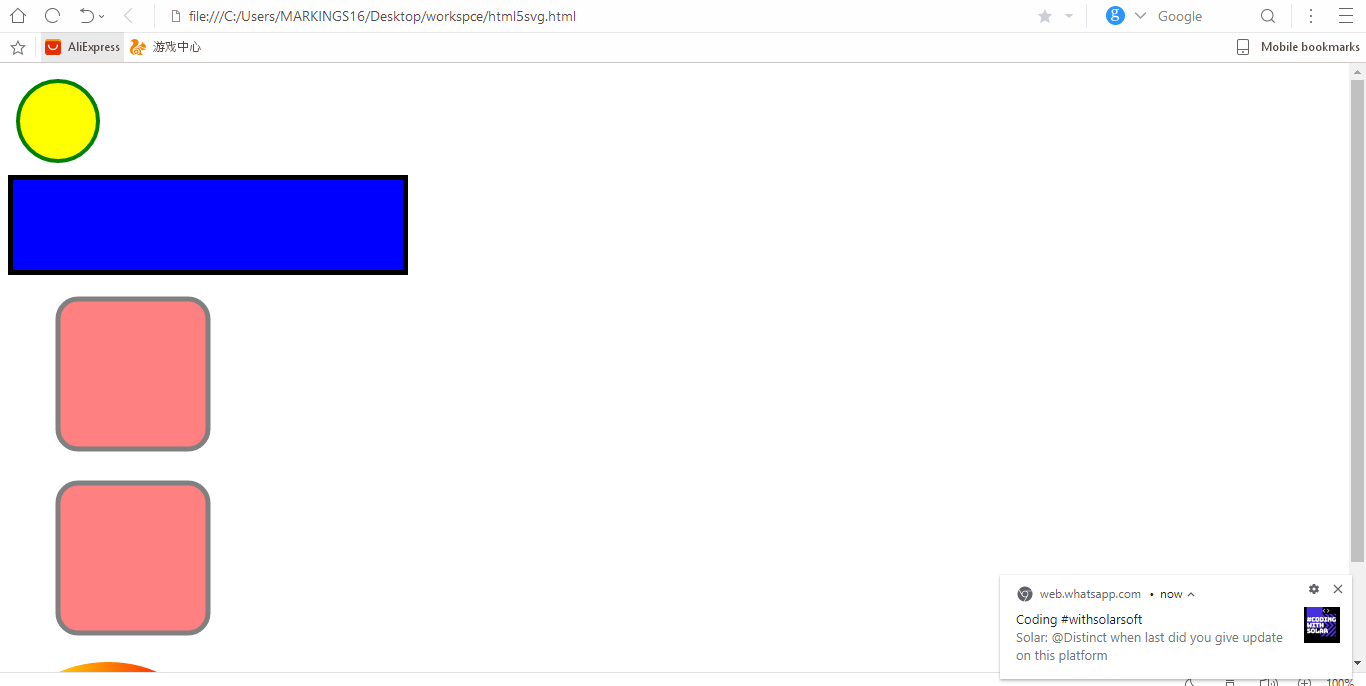 file:///C:/Users/MARKINGS16/Desktop/workspce/html5svg.html
Google
AliExpress
游戏中心
Mobile bookmarks
web.whatsapp.com • now
Coding #withsolarsoft
Solar: @Distinct when last did you give update
on this platform
#CODING
WITH
SOLAR
100%